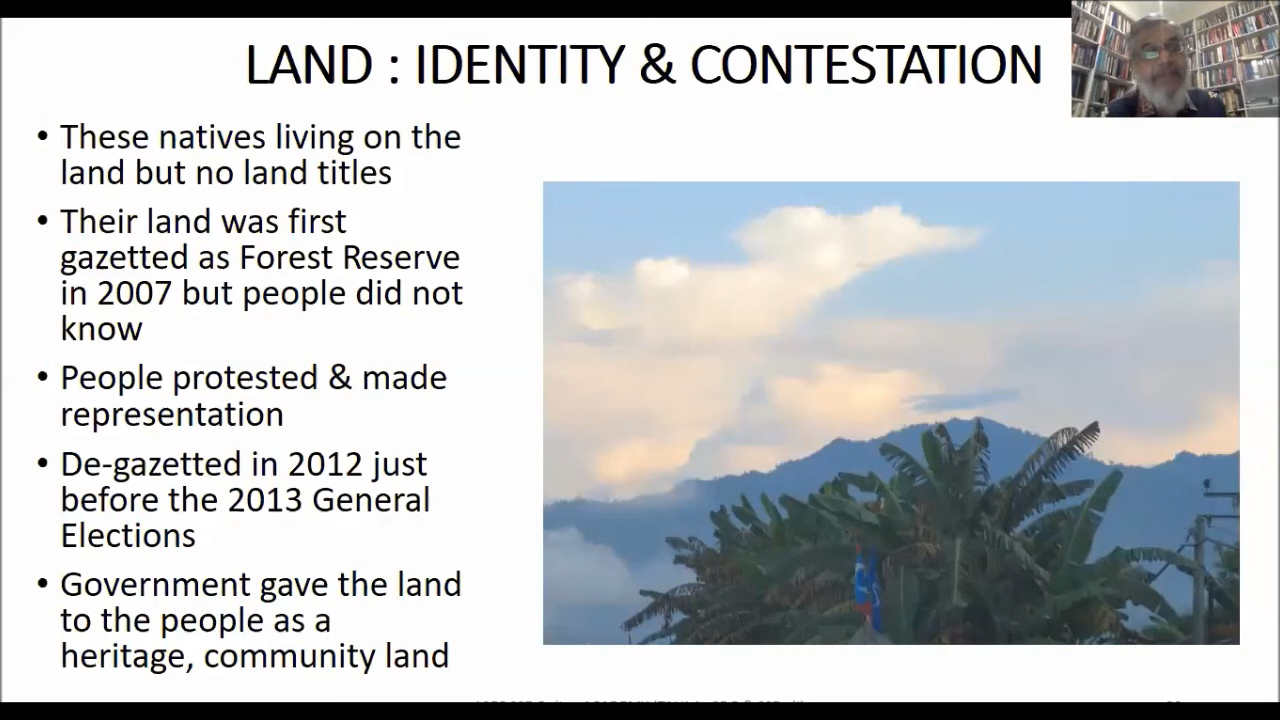 LAND : IDENTITY & CONTESTATION
• These natives living on the
land but no land titles
• Their land was first
gazetted as Forest Reserve
in 2007 but people did not
know
• People protested & made
representation
• De-gazetted in 2012 just
before the 2013 General
Elections
• Government gave the land
to the people as a
heritage, community land